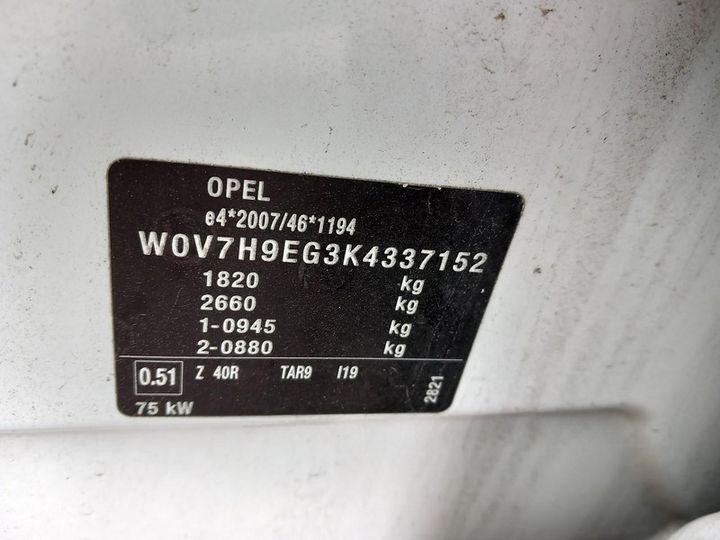 OPEL
e4*2007/46*1194
W0V7H9EG3K4337152
1820 kg
2660 kg
1-0945 kg
2-0880 kg
0.51 Z 40R TAR9 I19
75 kW
2821